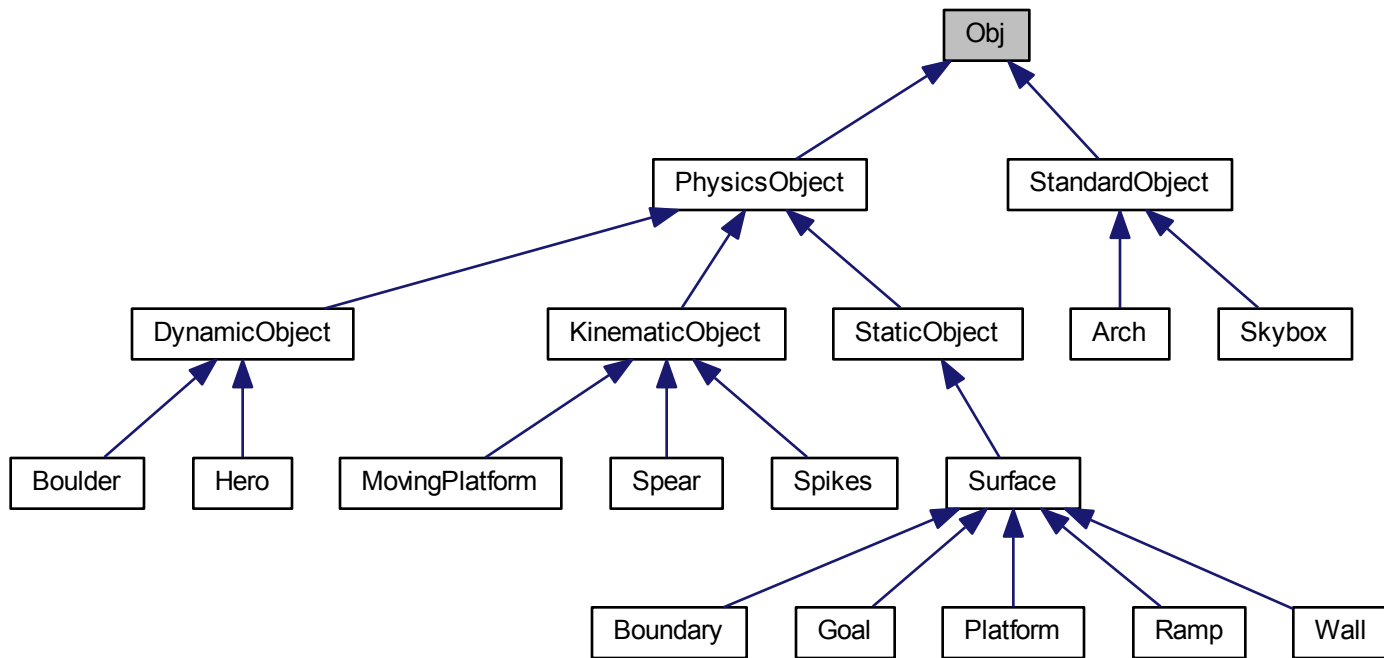 Obj
PhysicsObject
StandardObject
DynamicObject
KinematicObject
StaticObject
Arch
Skybox
Boulder
Hero
MovingPlatform
Spear
Spikes
Surface
Boundary
Goal
Platform
Ramp
Wall